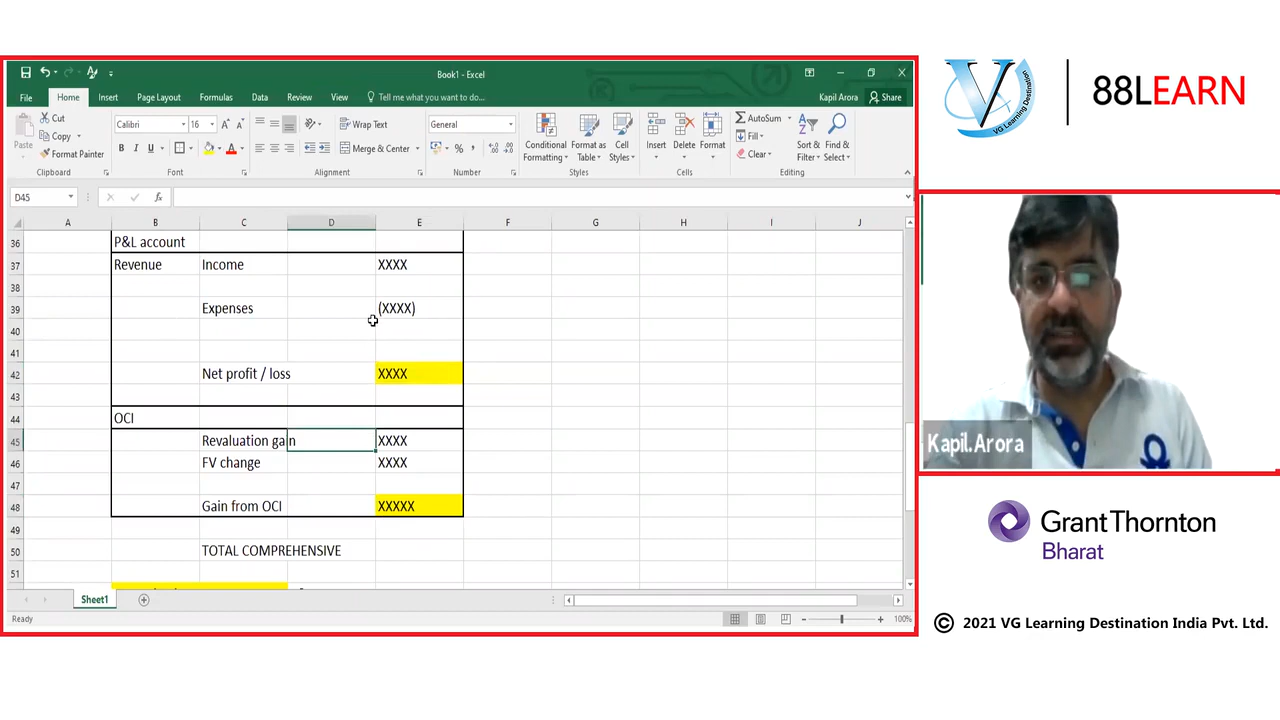 Book1 - Excel
File Home Insert Page Layout Formulas Data Review View Tell me what you want to do... Kapil Arora Share
Paste Cut Copy Format Painter
Calibri 16 Wrap Text General AutoSum
B I U Merge & Center % Fill Clear
Conditional Formatting Format as Table Cell Styles Insert Delete Format Sort & Filter Find & Select
Clipboard Font Alignment Number Styles Cells Editing
D45 fx
A B C D E F G H I J
36 P&L account
37 Revenue Income XXXX
38
39 Expenses (XXXX)
40
41
42 Net profit / loss XXXX
43
44 OCI
45 Revaluation gain XXXX
46 FV change XXXX
47
48 Gain from OCI XXXXX
49
50 TOTAL COMPREHENSIVE
51
Sheet1
Ready 100%
V
VG Learning Destination
88LEARN
Kapil.Arora
GrantThornton
Bharat
© 2021 VG Learning Destination India Pvt. Ltd.